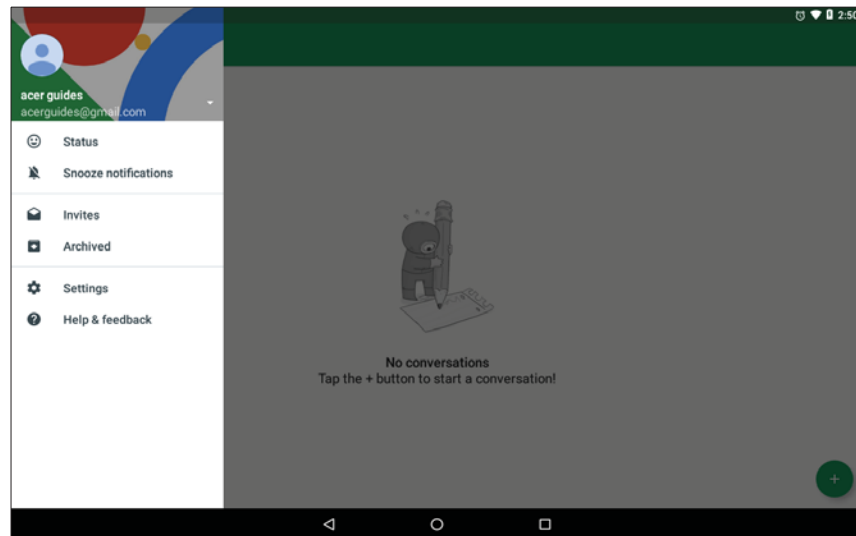 2:50
acer guides
acerguides@gmail.com
Status
Snooze notifications
Invites
Archived
Settings
Help & feedback
No conversations
Tap the + button to start a conversation!
+